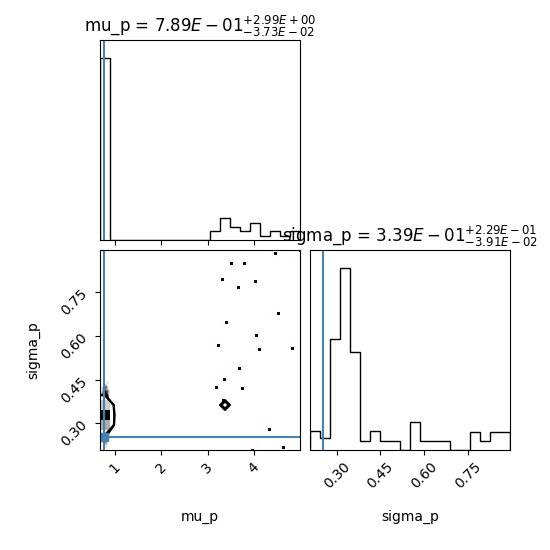 mu_p = 7.89E − 01+2.99E+00−3.73E−02
sigma_p = 3.39E − 01+2.29E−01−3.91E−02
sigma_p
0.75
0.60
0.45
0.30
1 2 3 4
0.30 0.45 0.60 0.75
mu_p sigma_p